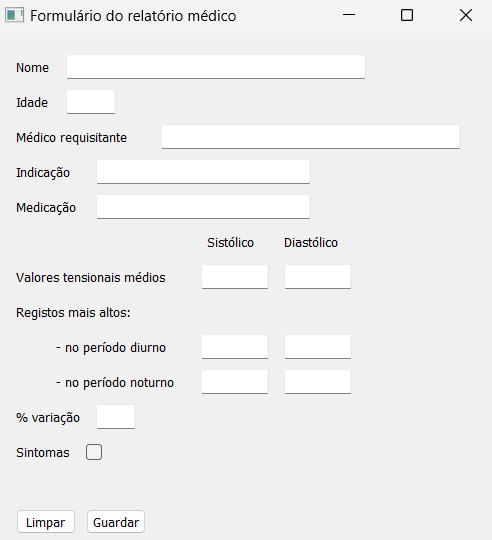 Formulário do relatório médico
Nome
Idade
Médico requisitante
Indicação
Medicação
Sistólico Diastólico
Valores tensionais médios
Registos mais altos:
- no período diurno
- no período noturno
% variação
Sintomas
Limpar Guardar